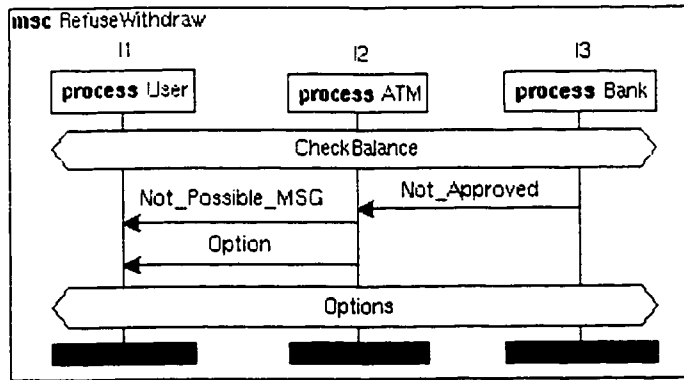 msc RefuseWithdraw
I1 I2 I3
process User process ATM process Bank
CheckBalance
Not_Possible_MSG Not_Approved
Option
Options